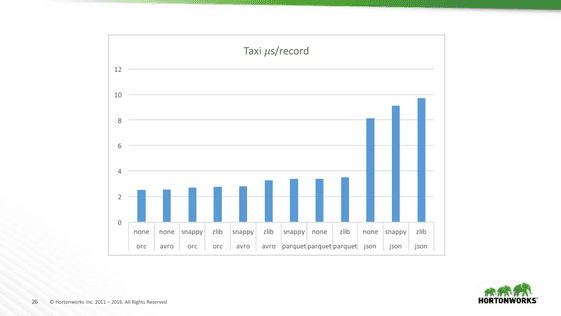 Taxi µs/record
12
10
8
6
4
2
0
none none snappy zlib snappy zlib snappy none zlib none snappy zlib
orc avro orc orc avro avro parquet parquet parquet json json json
26 © Hortonworks Inc. 2011 – 2016. All Rights Reserved
HORTONWORKS